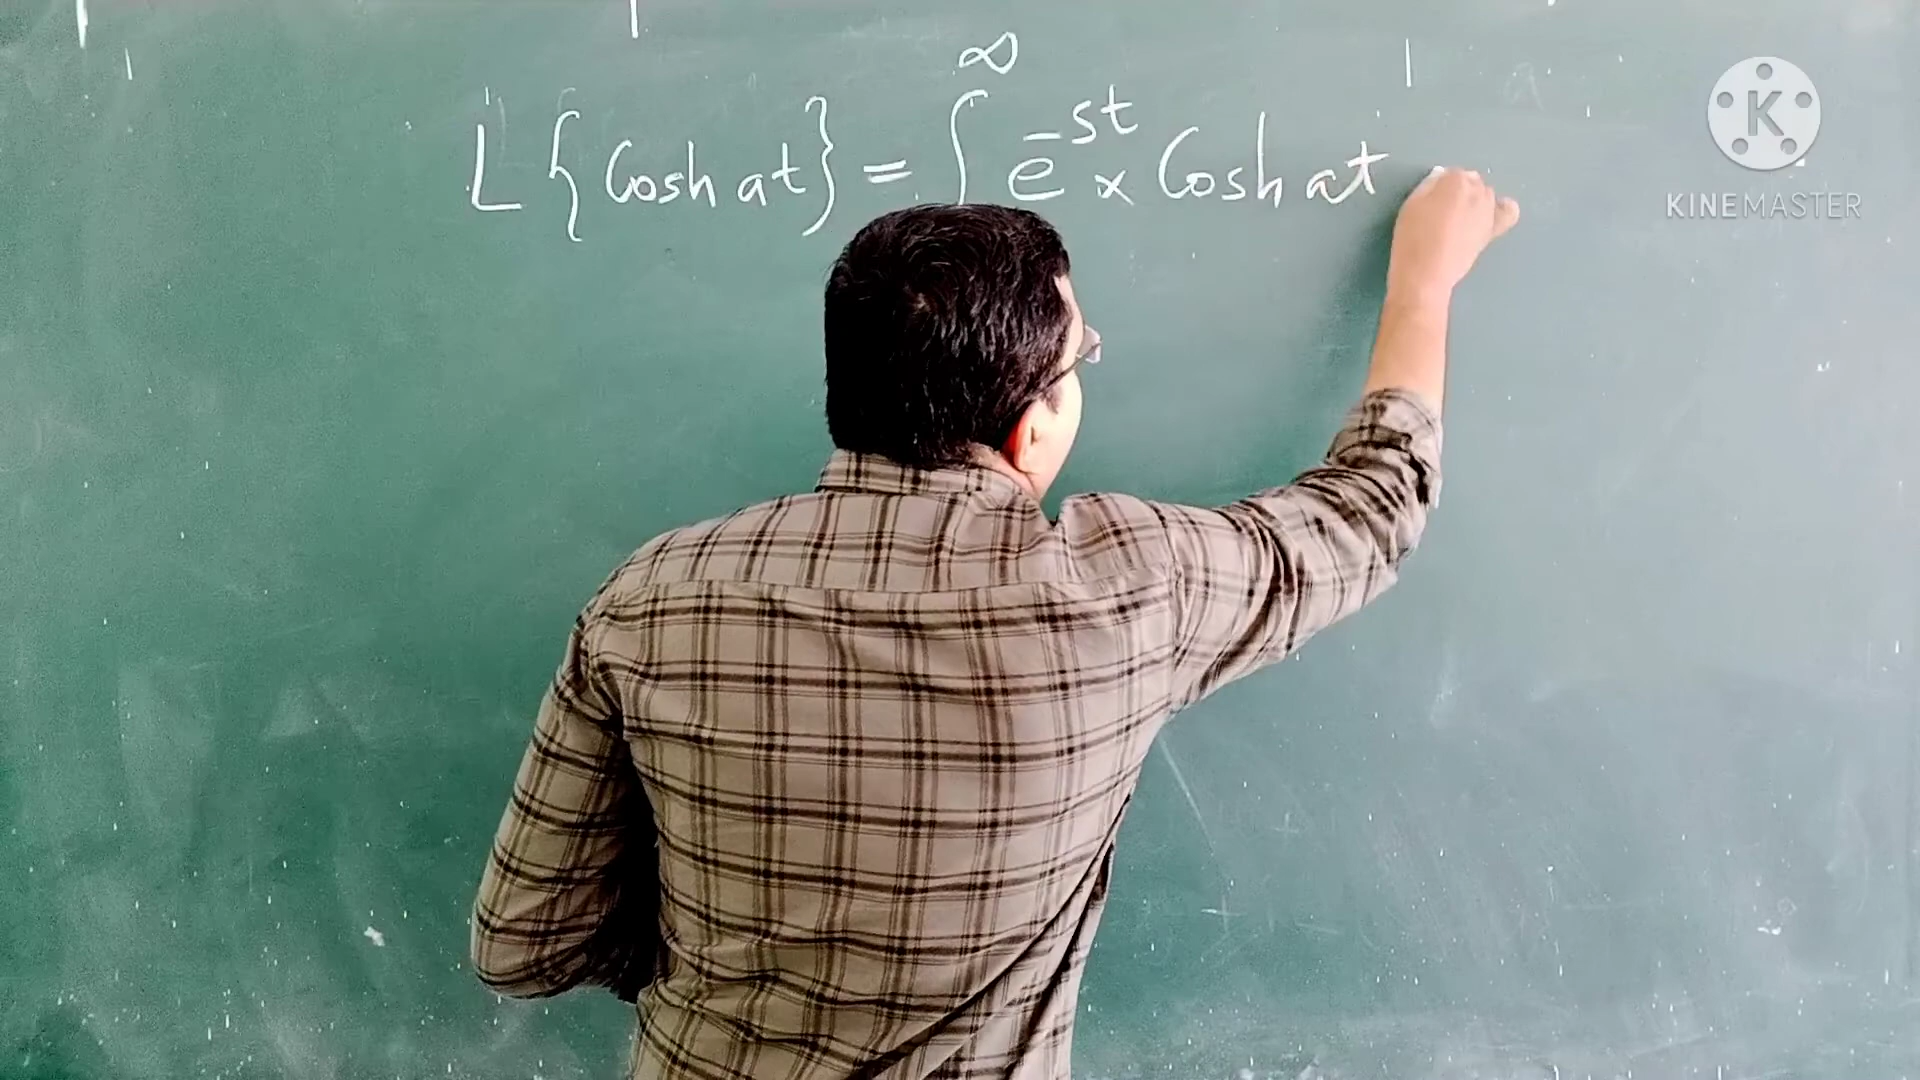 L{Cosh at} = ∫ ∞ e^-st x Cosh at
K
KINEMASTER